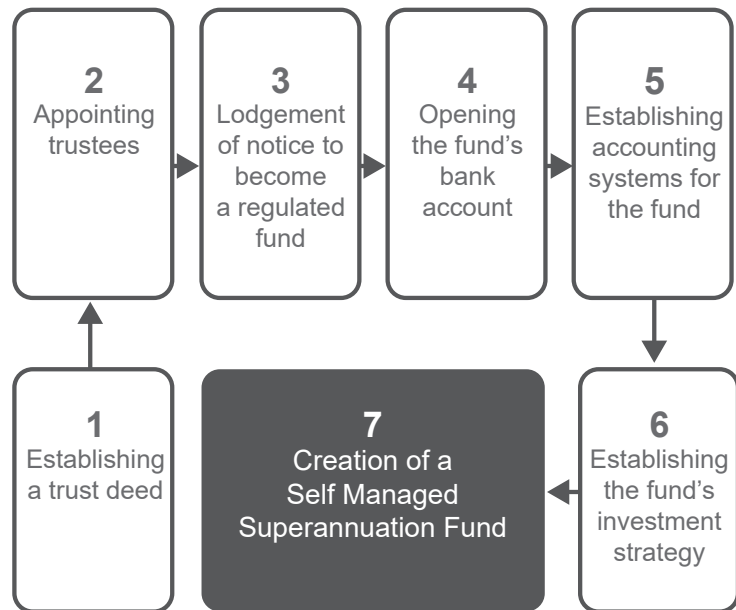 1
Establishing
a trust deed
2
Appointing
trustees
3
Lodgement
of notice to
become
a regulated
fund
4
Opening
the fund's
bank
account
5
Establishing
accounting
systems for
the fund
6
Establishing
the fund's
investment
strategy
7
Creation of a
Self Managed
Superannuation Fund